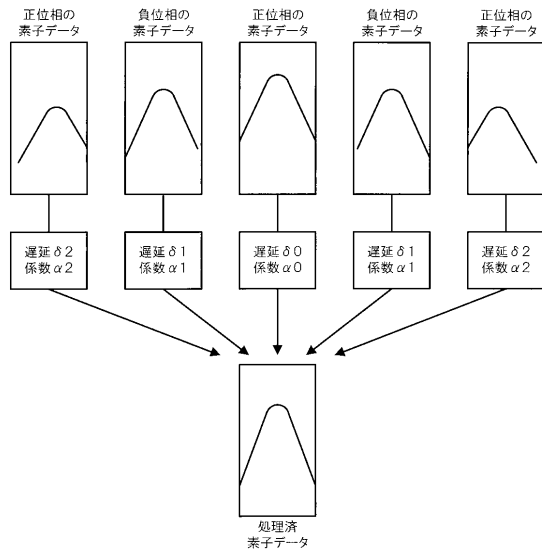 正位相の
素子データ
負位相の
素子データ
正位相の
素子データ
負位相の
素子データ
正位相の
素子データ
遅延δ2
係数α2
遅延δ1
係数α1
遅延δ0
係数α0
遅延δ1
係数α1
遅延δ2
係数α2
処理済
素子データ